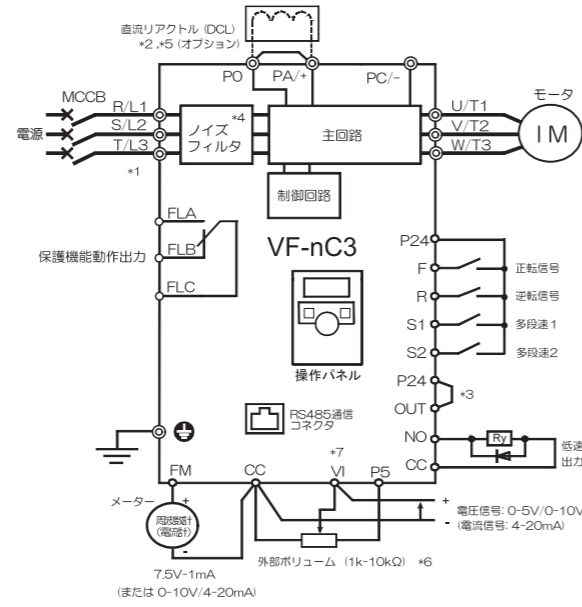 直流リアクトル (DCL)
*2 ,*5 (オプション)
PO
PA/+
PC/-
MCCB
R/L1
S/L2
T/L3
電源
*1
ノイズ
フィルタ
*4
主回路
制御回路
U/T1
V/T2
W/T3
モータ
IM
FLA
FLB
FLC
保護機能動作出力
VF-nC3
操作パネル
P24
F
正転信号
R
逆転信号
S1
多段速1
S2
多段速2
P24
OUT
*3
RS485通信
コネクタ
NO
Ry
低速
出力
CC
FM
CC
*7
VI
P5
メーター
+
周波数計
(電流計)
-
7.5V-1mA
(または 0-10V/4-20mA)
外部ボリューム (1k-10kΩ) *6
+
-
電圧信号: 0-5V/0-10V
(電流信号: 4-20mA)